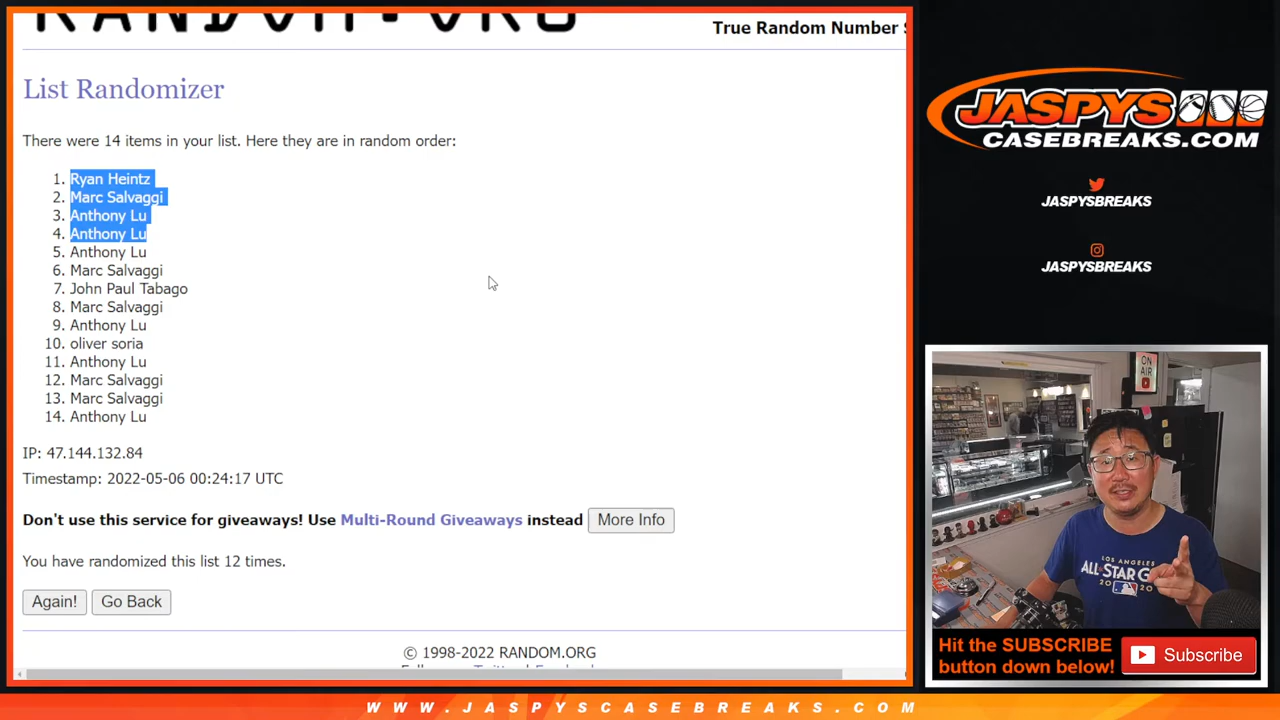 RANDOM.ORG
True Random Number S
List Randomizer
There were 14 items in your list. Here they are in random order:
1. Ryan Heintz
2. Marc Salvaggi
3. Anthony Lu
4. Anthony Lu
5. Anthony Lu
6. Marc Salvaggi
7. John Paul Tabago
8. Marc Salvaggi
9. Anthony Lu
10. oliver soria
11. Anthony Lu
12. Marc Salvaggi
13. Marc Salvaggi
14. Anthony Lu
IP: 47.144.132.84
Timestamp: 2022-05-06 00:24:17 UTC
Don't use this service for giveaways! Use Multi-Round Giveaways instead More Info
You have randomized this list 12 times.
Again! Go Back
© 1998-2022 RANDOM.ORG
JASPYS
CASEBREAKS.COM
JASPYSBREAKS
JASPYSBREAKS
ON
AIR
LOS ANGELES
ALL-STAR G
Hit the SUBSCRIBE
button down below!
Subscribe
WWW.JASPYSCASEBREAKS.COM